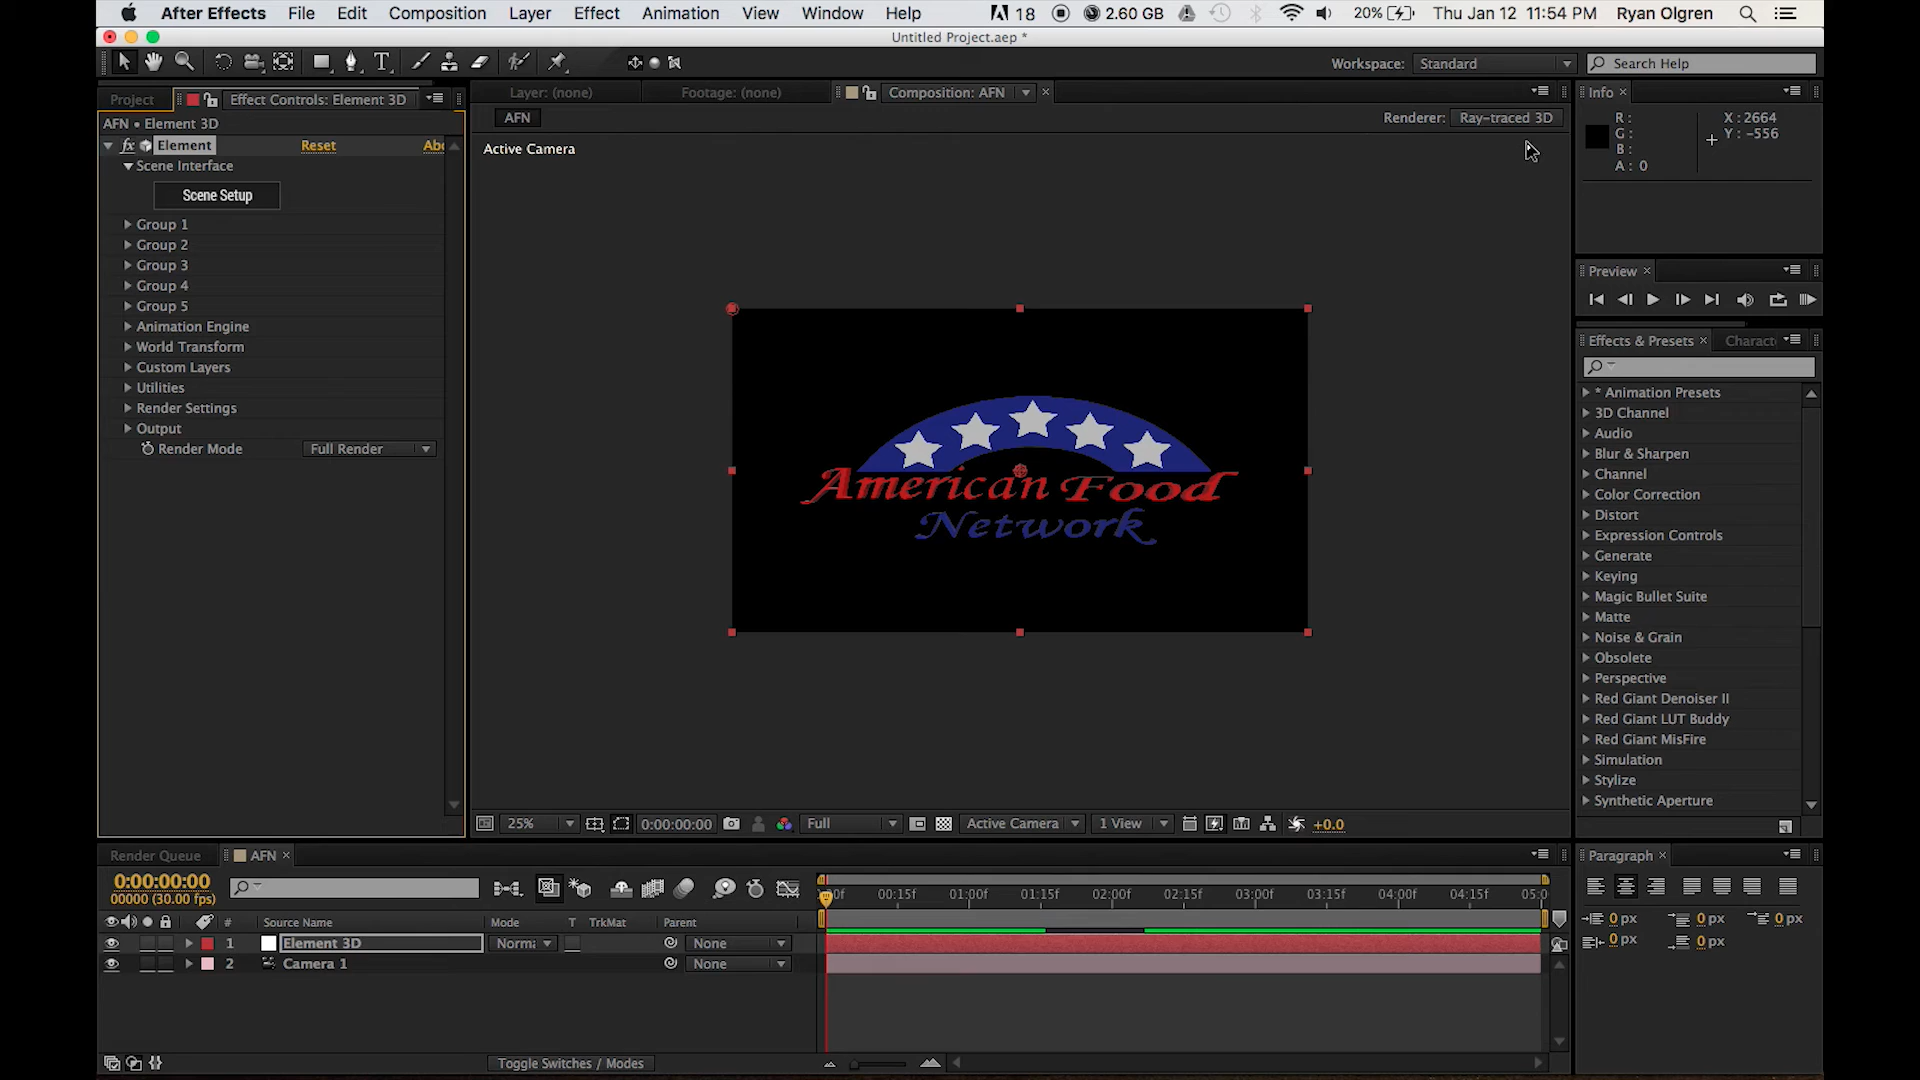 After Effects File Edit Composition Layer Effect Animation View Window Help 18 2.60 GB 20% Thu Jan 12 11:54 PM Ryan Olgren
Untitled Project.aep *
Workspace: Standard Search Help
Project Effect Controls: Element 3D
AFN • Element 3D
fx Element Reset Abo
Scene Interface
Scene Setup
Group 1
Group 2
Group 3
Group 4
Group 5
Animation Engine
World Transform
Custom Layers
Utilities
Render Settings
Output
Render Mode Full Render
Layer: (none) Footage: (none) Composition: AFN
AFN Renderer: Ray-traced 3D
Active Camera
American Food
Network
25% 0:00:00:00 Full Active Camera 1 View +0.0
Info
R : X : 2664
G : Y : -556
B :
A : 0
Preview
Effects & Presets Charact
* Animation Presets
3D Channel
Audio
Blur & Sharpen
Channel
Color Correction
Distort
Expression Controls
Generate
Keying
Magic Bullet Suite
Matte
Noise & Grain
Obsolete
Perspective
Red Giant Denoiser II
Red Giant LUT Buddy
Red Giant MisFire
Simulation
Stylize
Synthetic Aperture
Render Queue AFN
0:00:00:00
00000 (30.00 fps)
00f 00:15f 01:00f 01:15f 02:00f 02:15f 03:00f 03:15f 04:00f 04:15f 05:0
# Source Name Mode T TrkMat Parent
1 Element 3D Norma None
2 Camera 1 None
Toggle Switches / Modes
Paragraph
0 px 0 px 0 px
0 px 0 px